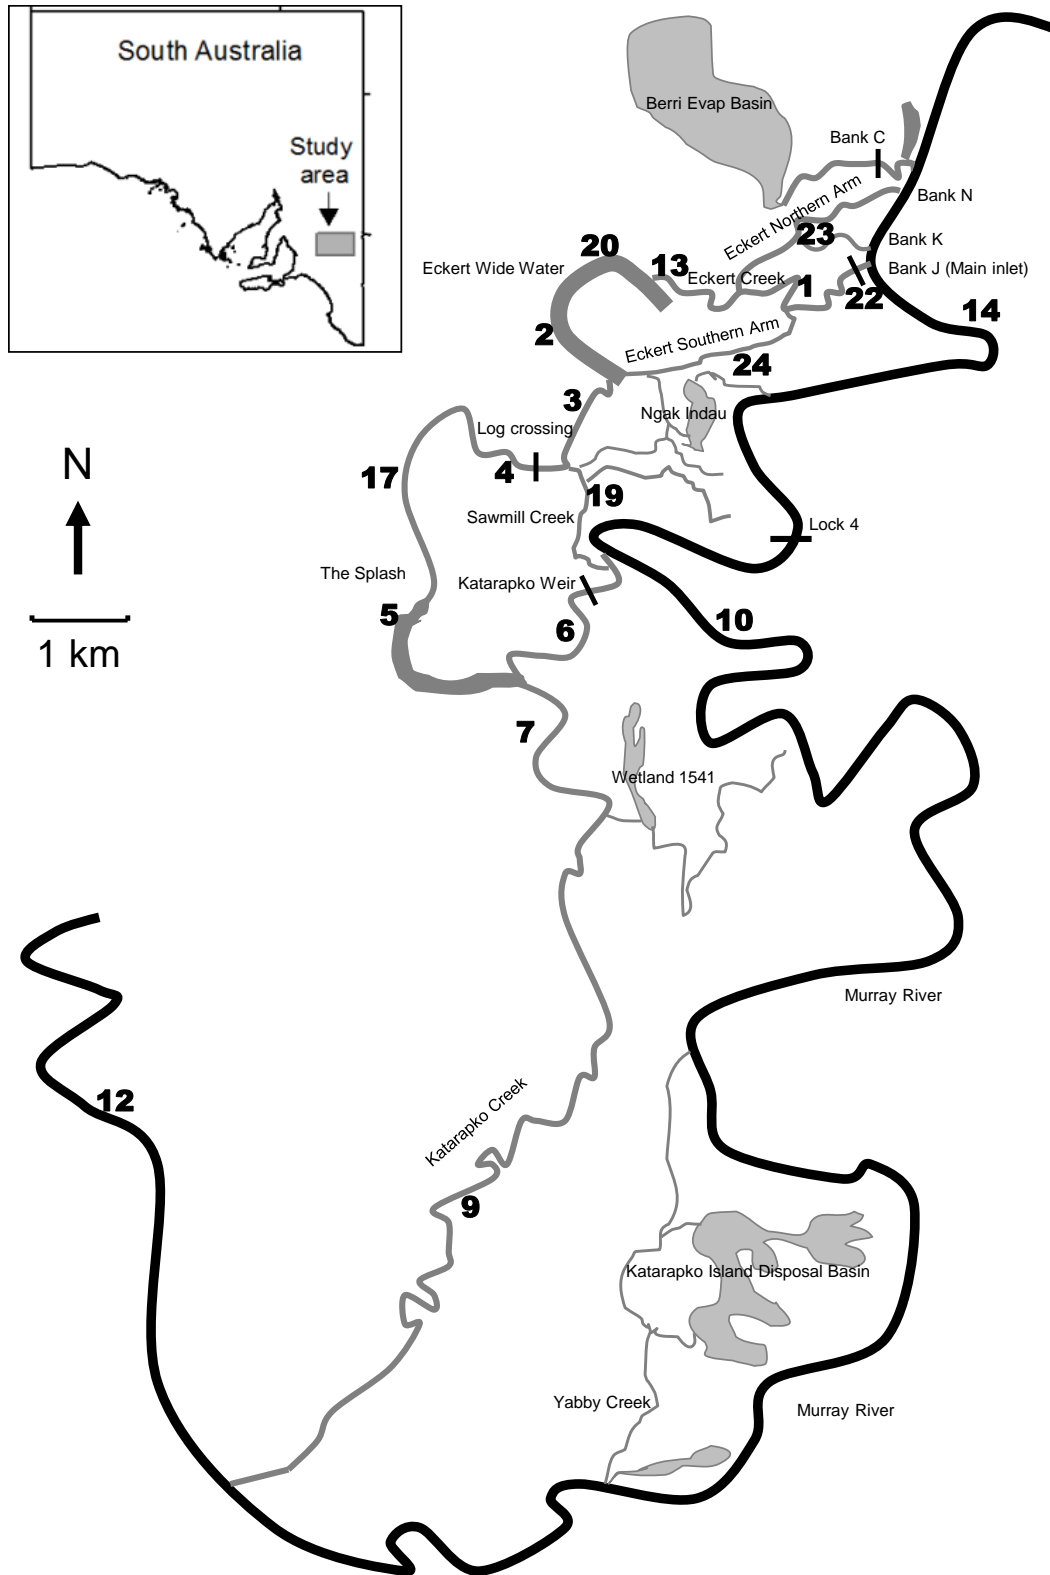 South Australia
Study
area
Berri Evap Basin
Bank C
Bank N
Eckert Northern Arm
23
Bank K
20
Eckert Wide Water
13
Eckert Creek
1
Bank J (Main inlet)
22
14
2
Eckert Southern Arm
24
3
Ngak Indau
Log crossing
N
17
4
19
Sawmill Creek
Lock 4
The Splash
Katarapko Weir
5
10
6
1 km
7
Wetland 1541
Murray River
12
Katarapko Creek
9
Katarapko Island Disposal Basin
Yabby Creek
Murray River